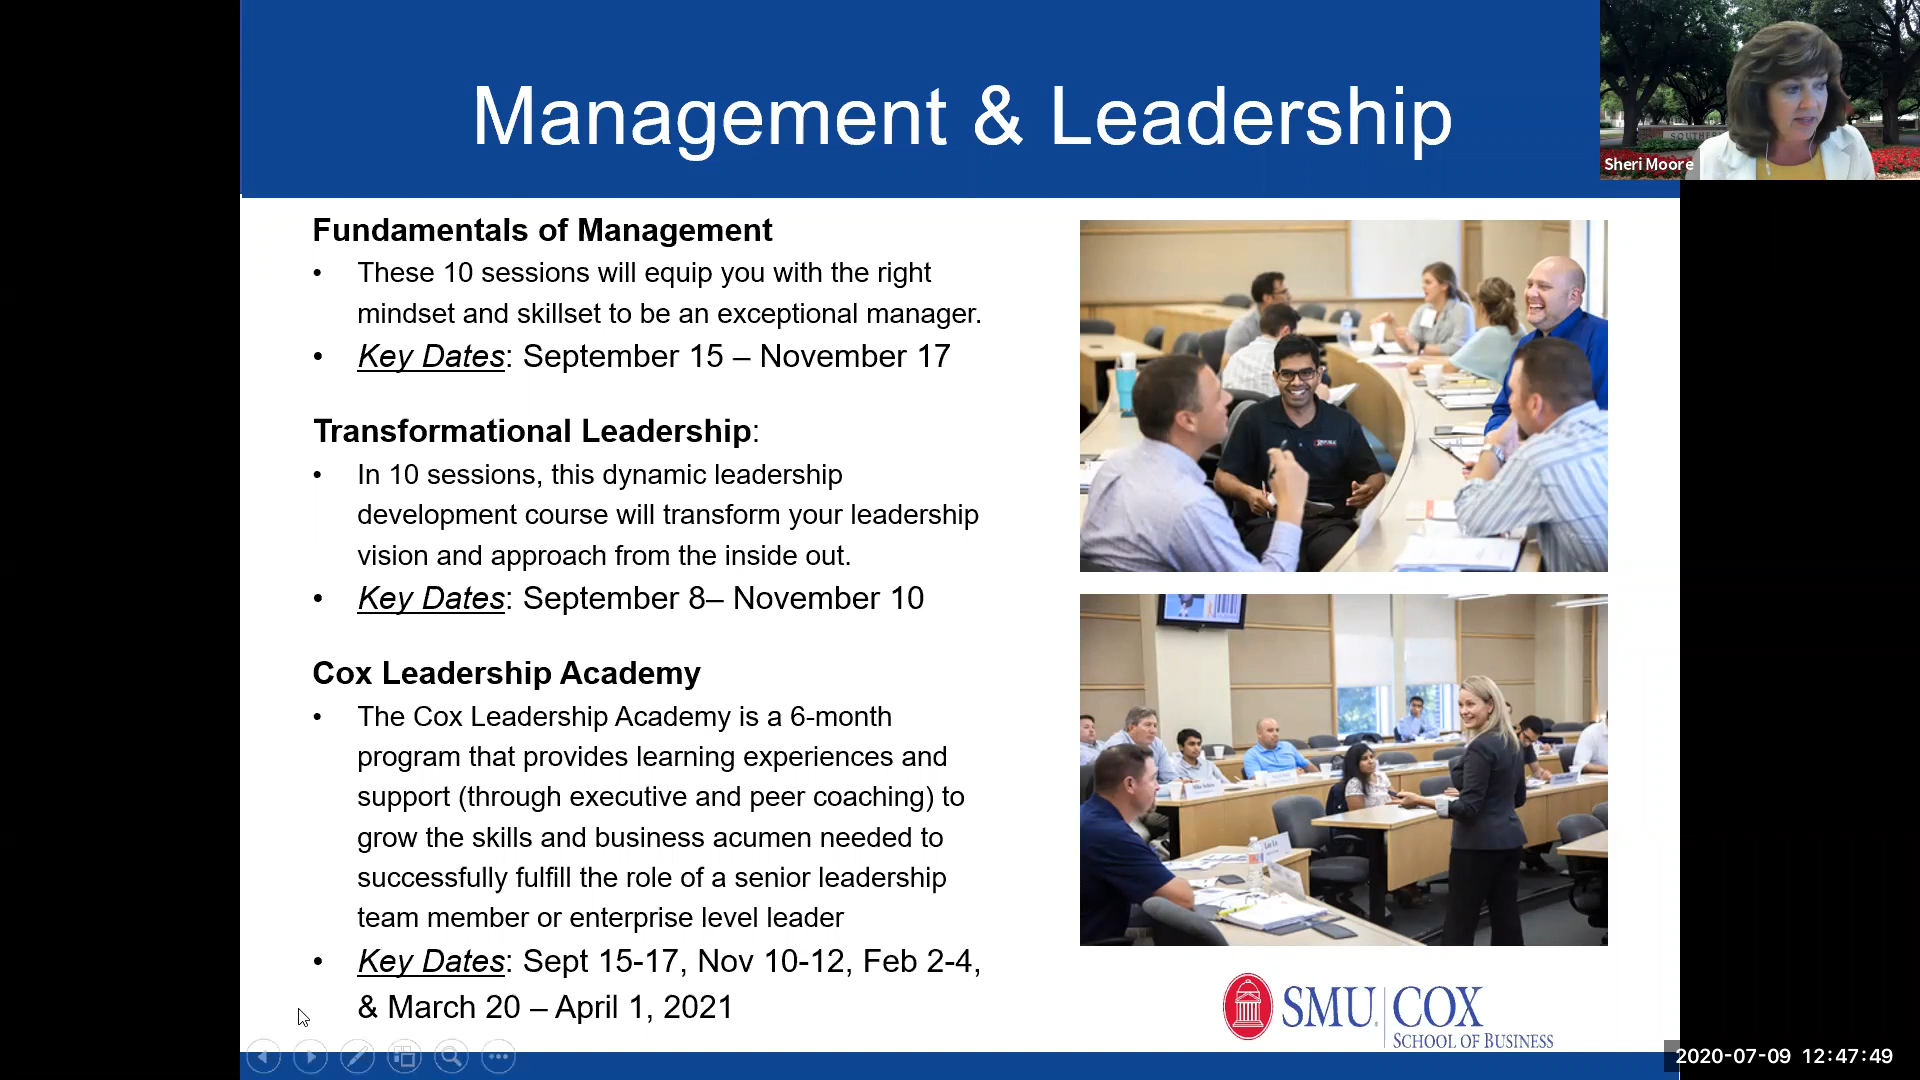 Management & Leadership
SOUTHER
Sheri Moore
Fundamentals of Management
• These 10 sessions will equip you with the right
mindset and skillset to be an exceptional manager.
• Key Dates: September 15 – November 17
Transformational Leadership:
• In 10 sessions, this dynamic leadership
development course will transform your leadership
vision and approach from the inside out.
• Key Dates: September 8– November 10
Cox Leadership Academy
• The Cox Leadership Academy is a 6-month
program that provides learning experiences and
support (through executive and peer coaching) to
grow the skills and business acumen needed to
successfully fulfill the role of a senior leadership
team member or enterprise level leader
• Key Dates: Sept 15-17, Nov 10-12, Feb 2-4,
& March 20 – April 1, 2021
SMU COX
SCHOOL OF BUSINESS
2020-07-09 12:47:49